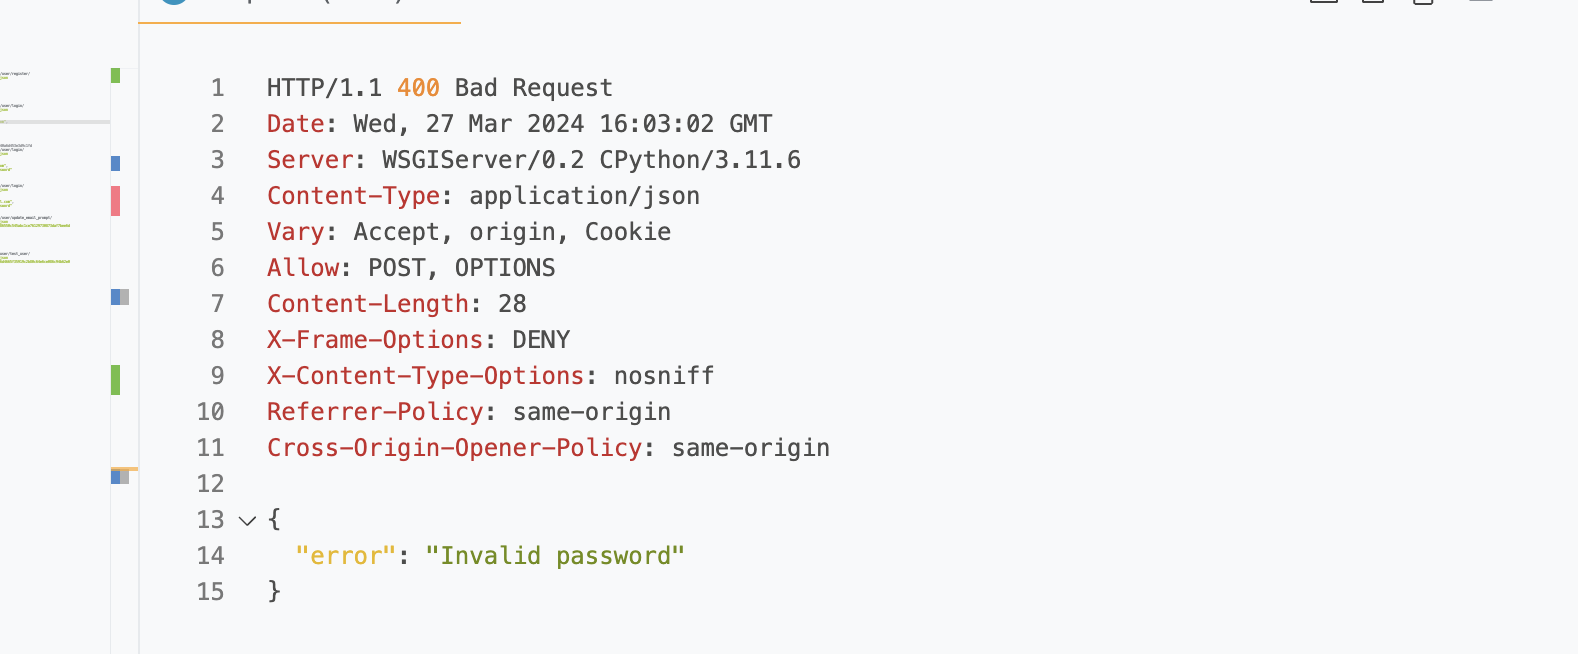 1 HTTP/1.1 400 Bad Request
2 Date: Wed, 27 Mar 2024 16:03:02 GMT
3 Server: WSGIServer/0.2 CPython/3.11.6
4 Content-Type: application/json
5 Vary: Accept, origin, Cookie
6 Allow: POST, OPTIONS
7 Content-Length: 28
8 X-Frame-Options: DENY
9 X-Content-Type-Options: nosniff
10 Referrer-Policy: same-origin
11 Cross-Origin-Opener-Policy: same-origin
12
13 {
14 "error": "Invalid password"
15 }